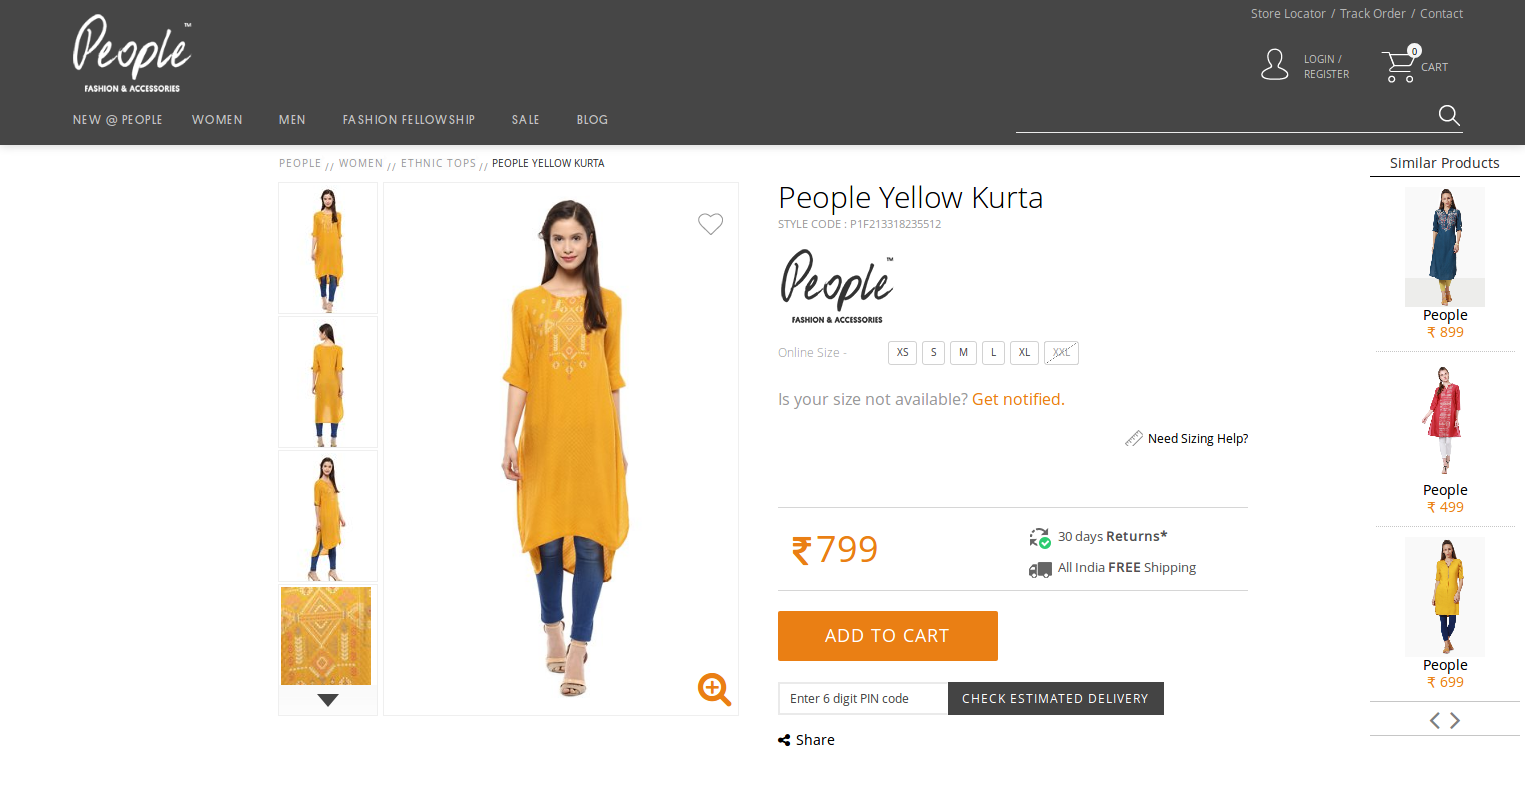 People™
FASHION & ACCESSORIES
Store Locator / Track Order / Contact
LOGIN /
REGISTER
0
CART
NEW @ PEOPLE WOMEN MEN FASHION FELLOWSHIP SALE BLOG
PEOPLE // WOMEN // ETHNIC TOPS // PEOPLE YELLOW KURTA
People Yellow Kurta
STYLE CODE : P1F213318235512
People™
FASHION & ACCESSORIES
Online Size - XS S M L XL XXL
Is your size not available? Get notified.
Need Sizing Help?
₹799
30 days Returns*
All India FREE Shipping
ADD TO CART
Enter 6 digit PIN code CHECK ESTIMATED DELIVERY
Share
Similar Products
People
₹ 899
People
₹ 499
People
₹ 699